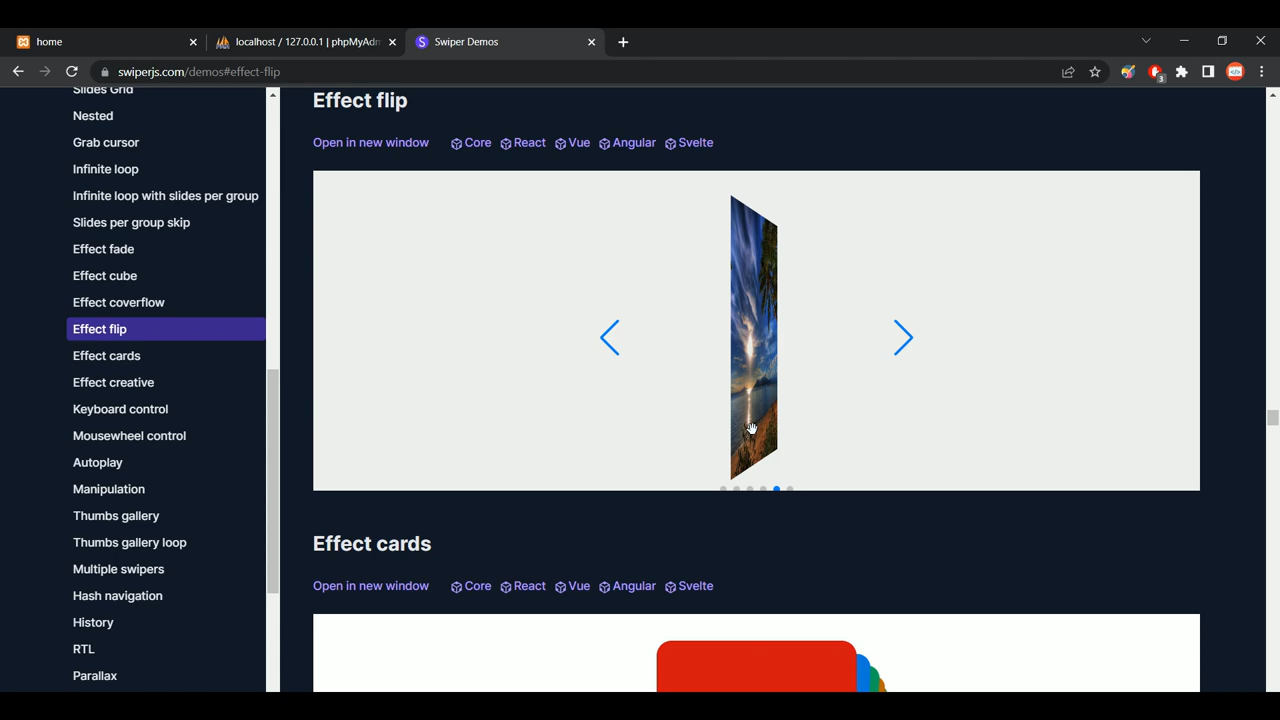 home
localhost / 127.0.0.1 | phpMyAdm
Swiper Demos
swiperjs.com/demos#effect-flip
3
Slides Grid
Nested
Grab cursor
Infinite loop
Infinite loop with slides per group
Slides per group skip
Effect fade
Effect cube
Effect coverflow
Effect flip
Effect cards
Effect creative
Keyboard control
Mousewheel control
Autoplay
Manipulation
Thumbs gallery
Thumbs gallery loop
Multiple swipers
Hash navigation
History
RTL
Parallax
Effect flip
Open in new window Core React Vue Angular Svelte
Effect cards
Open in new window Core React Vue Angular Svelte